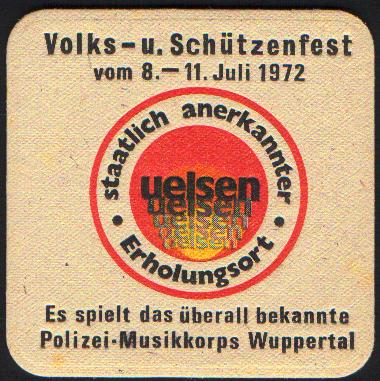 Volks- u. Schützenfest
vom 8.– 11. Juli 1972
staatlich anerkannter
uelsen
uelsen
uelsen
uelsen
• Erholungsort •
Es spielt das überall bekannte
Polizei-Musikkorps Wuppertal